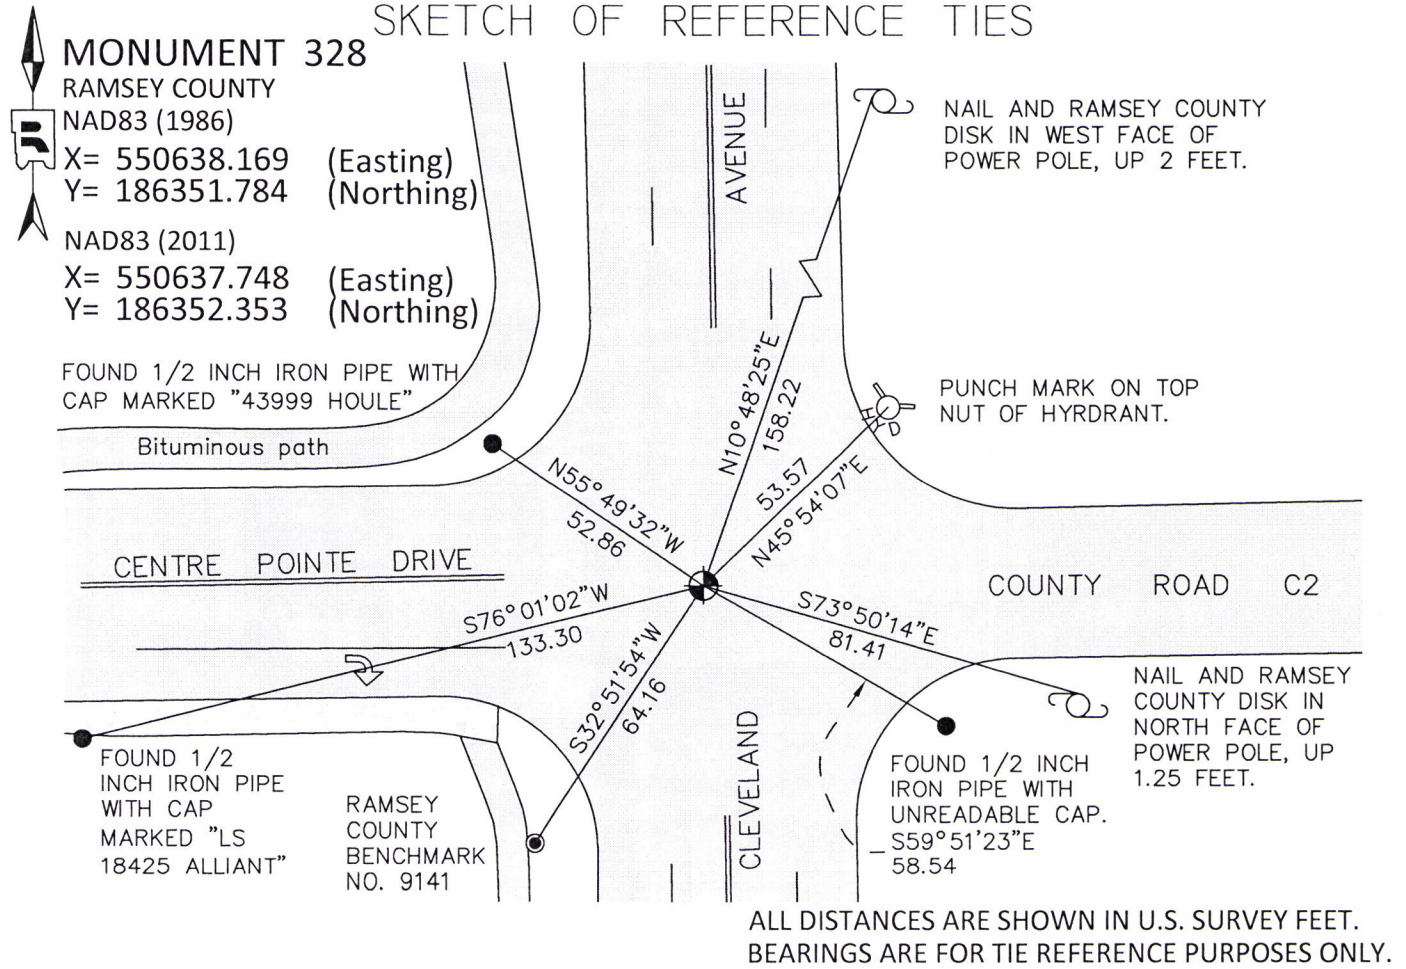 SKETCH OF REFERENCE TIES
MONUMENT 328
RAMSEY COUNTY
NAD83 (1986)
X= 550638.169 (Easting)
Y= 186351.784 (Northing)
NAD83 (2011)
X= 550637.748 (Easting)
Y= 186352.353 (Northing)
R
AVENUE
NAIL AND RAMSEY COUNTY
DISK IN WEST FACE OF
POWER POLE, UP 2 FEET.
FOUND 1/2 INCH IRON PIPE WITH
CAP MARKED "43999 HOULE"
Bituminous path
N10°48'25"E
158.22
HYD
PUNCH MARK ON TOP
NUT OF HYRDRANT.
N55°49'32"W
52.86
53.57
N45°54'07"E
CENTRE POINTE DRIVE
COUNTY ROAD C2
S76°01'02"W
133.30
S73°50'14"E
81.41
S32°51'54"W
64.16
NAIL AND RAMSEY
COUNTY DISK IN
NORTH FACE OF
POWER POLE, UP
1.25 FEET.
FOUND 1/2
INCH IRON PIPE
WITH CAP
MARKED "LS
18425 ALLIANT"
RAMSEY
COUNTY
BENCHMARK
NO. 9141
CLEVELAND
FOUND 1/2 INCH
IRON PIPE WITH
UNREADABLE CAP.
S59°51'23"E
58.54
ALL DISTANCES ARE SHOWN IN U.S. SURVEY FEET.
BEARINGS ARE FOR TIE REFERENCE PURPOSES ONLY.